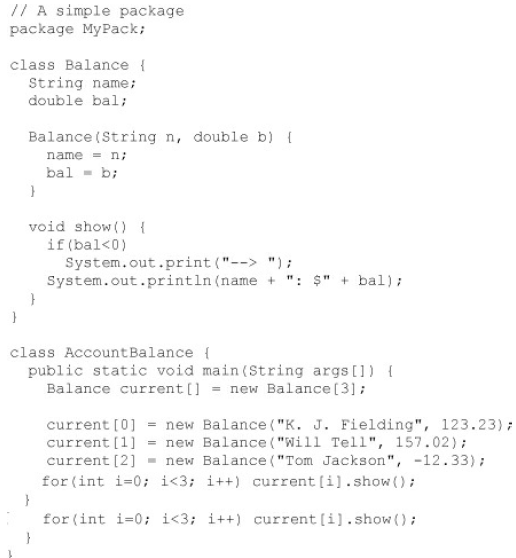 // A simple package
package MyPack;

class Balance {
  String name;
  double bal;

  Balance(String n, double b) {
    name = n;
    bal = b;
  }

  void show() {
    if(bal<0)
      System.out.print("--> ");
    System.out.println(name + ": $" + bal);
  }
}

class AccountBalance {
  public static void main(String args[]) {
    Balance current[] = new Balance[3];

    current[0] = new Balance("K. J. Fielding", 123.23);
    current[1] = new Balance("Will Tell", 157.02);
    current[2] = new Balance("Tom Jackson", -12.33);
    for(int i=0; i<3; i++) current[i].show();
  }
    for(int i=0; i<3; i++) current[i].show();
  }
}